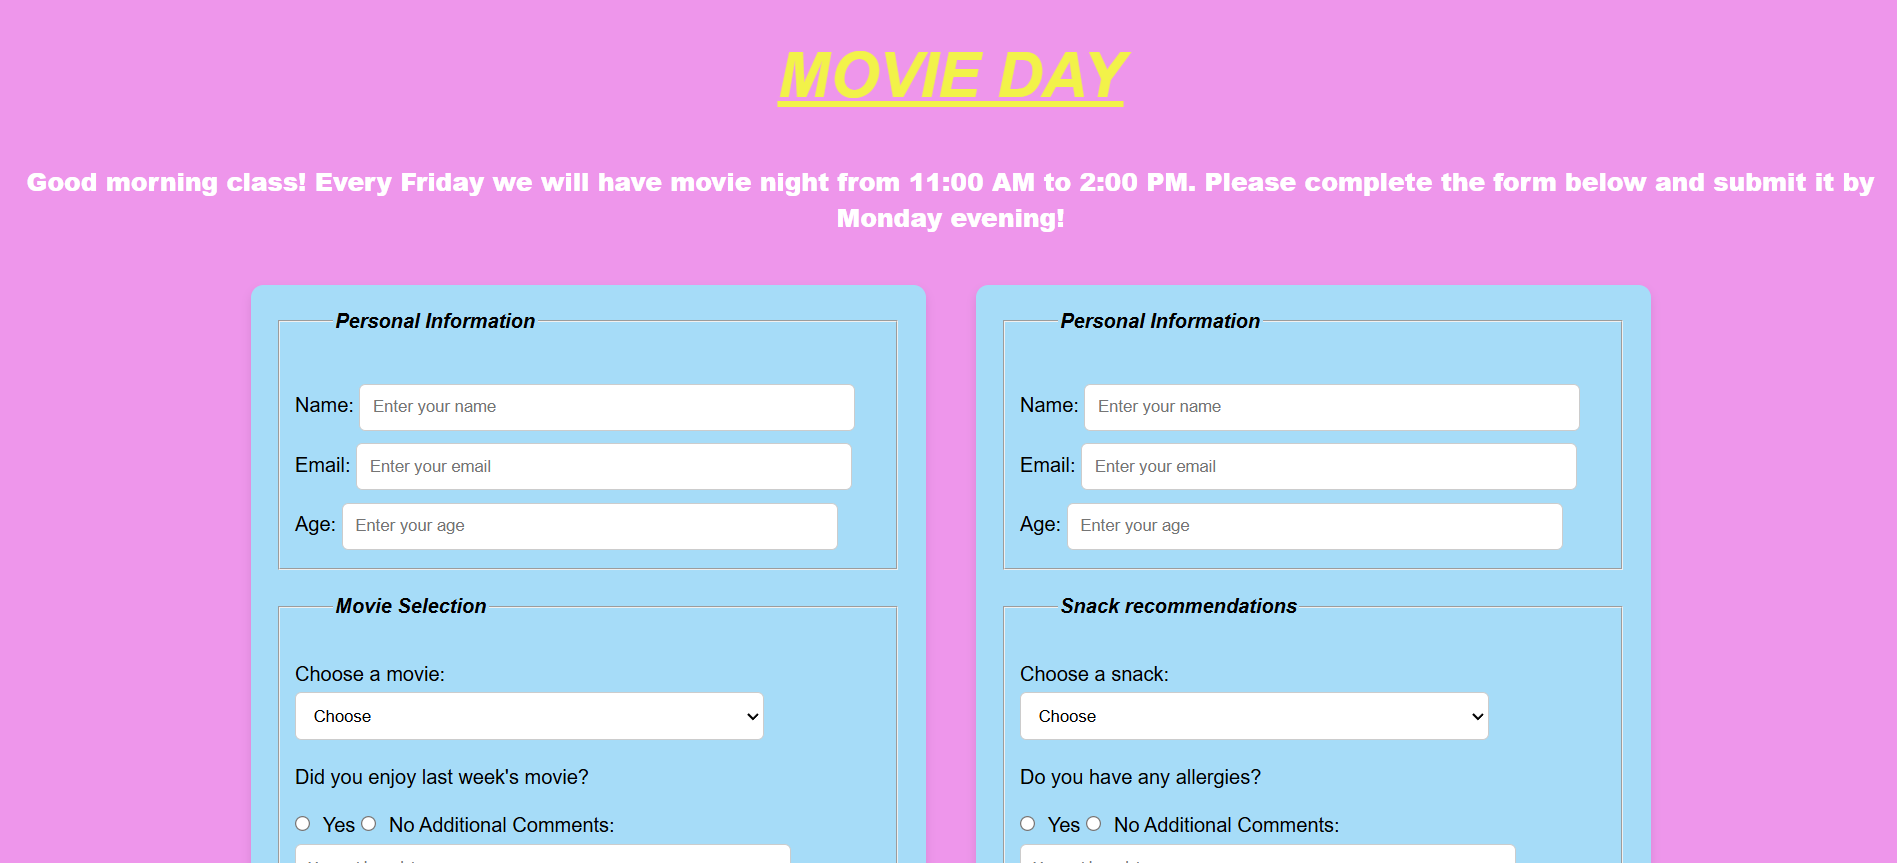 MOVIE DAY
Good morning class! Every Friday we will have movie night from 11:00 AM to 2:00 PM. Please complete the form below and submit it by
Monday evening!
Personal Information
Name: Enter your name
Email: Enter your email
Age: Enter your age
Movie Selection
Choose a movie:
Choose
Did you enjoy last week's movie?
Yes No Additional Comments:
Personal Information
Name: Enter your name
Email: Enter your email
Age: Enter your age
Snack recommendations
Choose a snack:
Choose
Do you have any allergies?
Yes No Additional Comments: